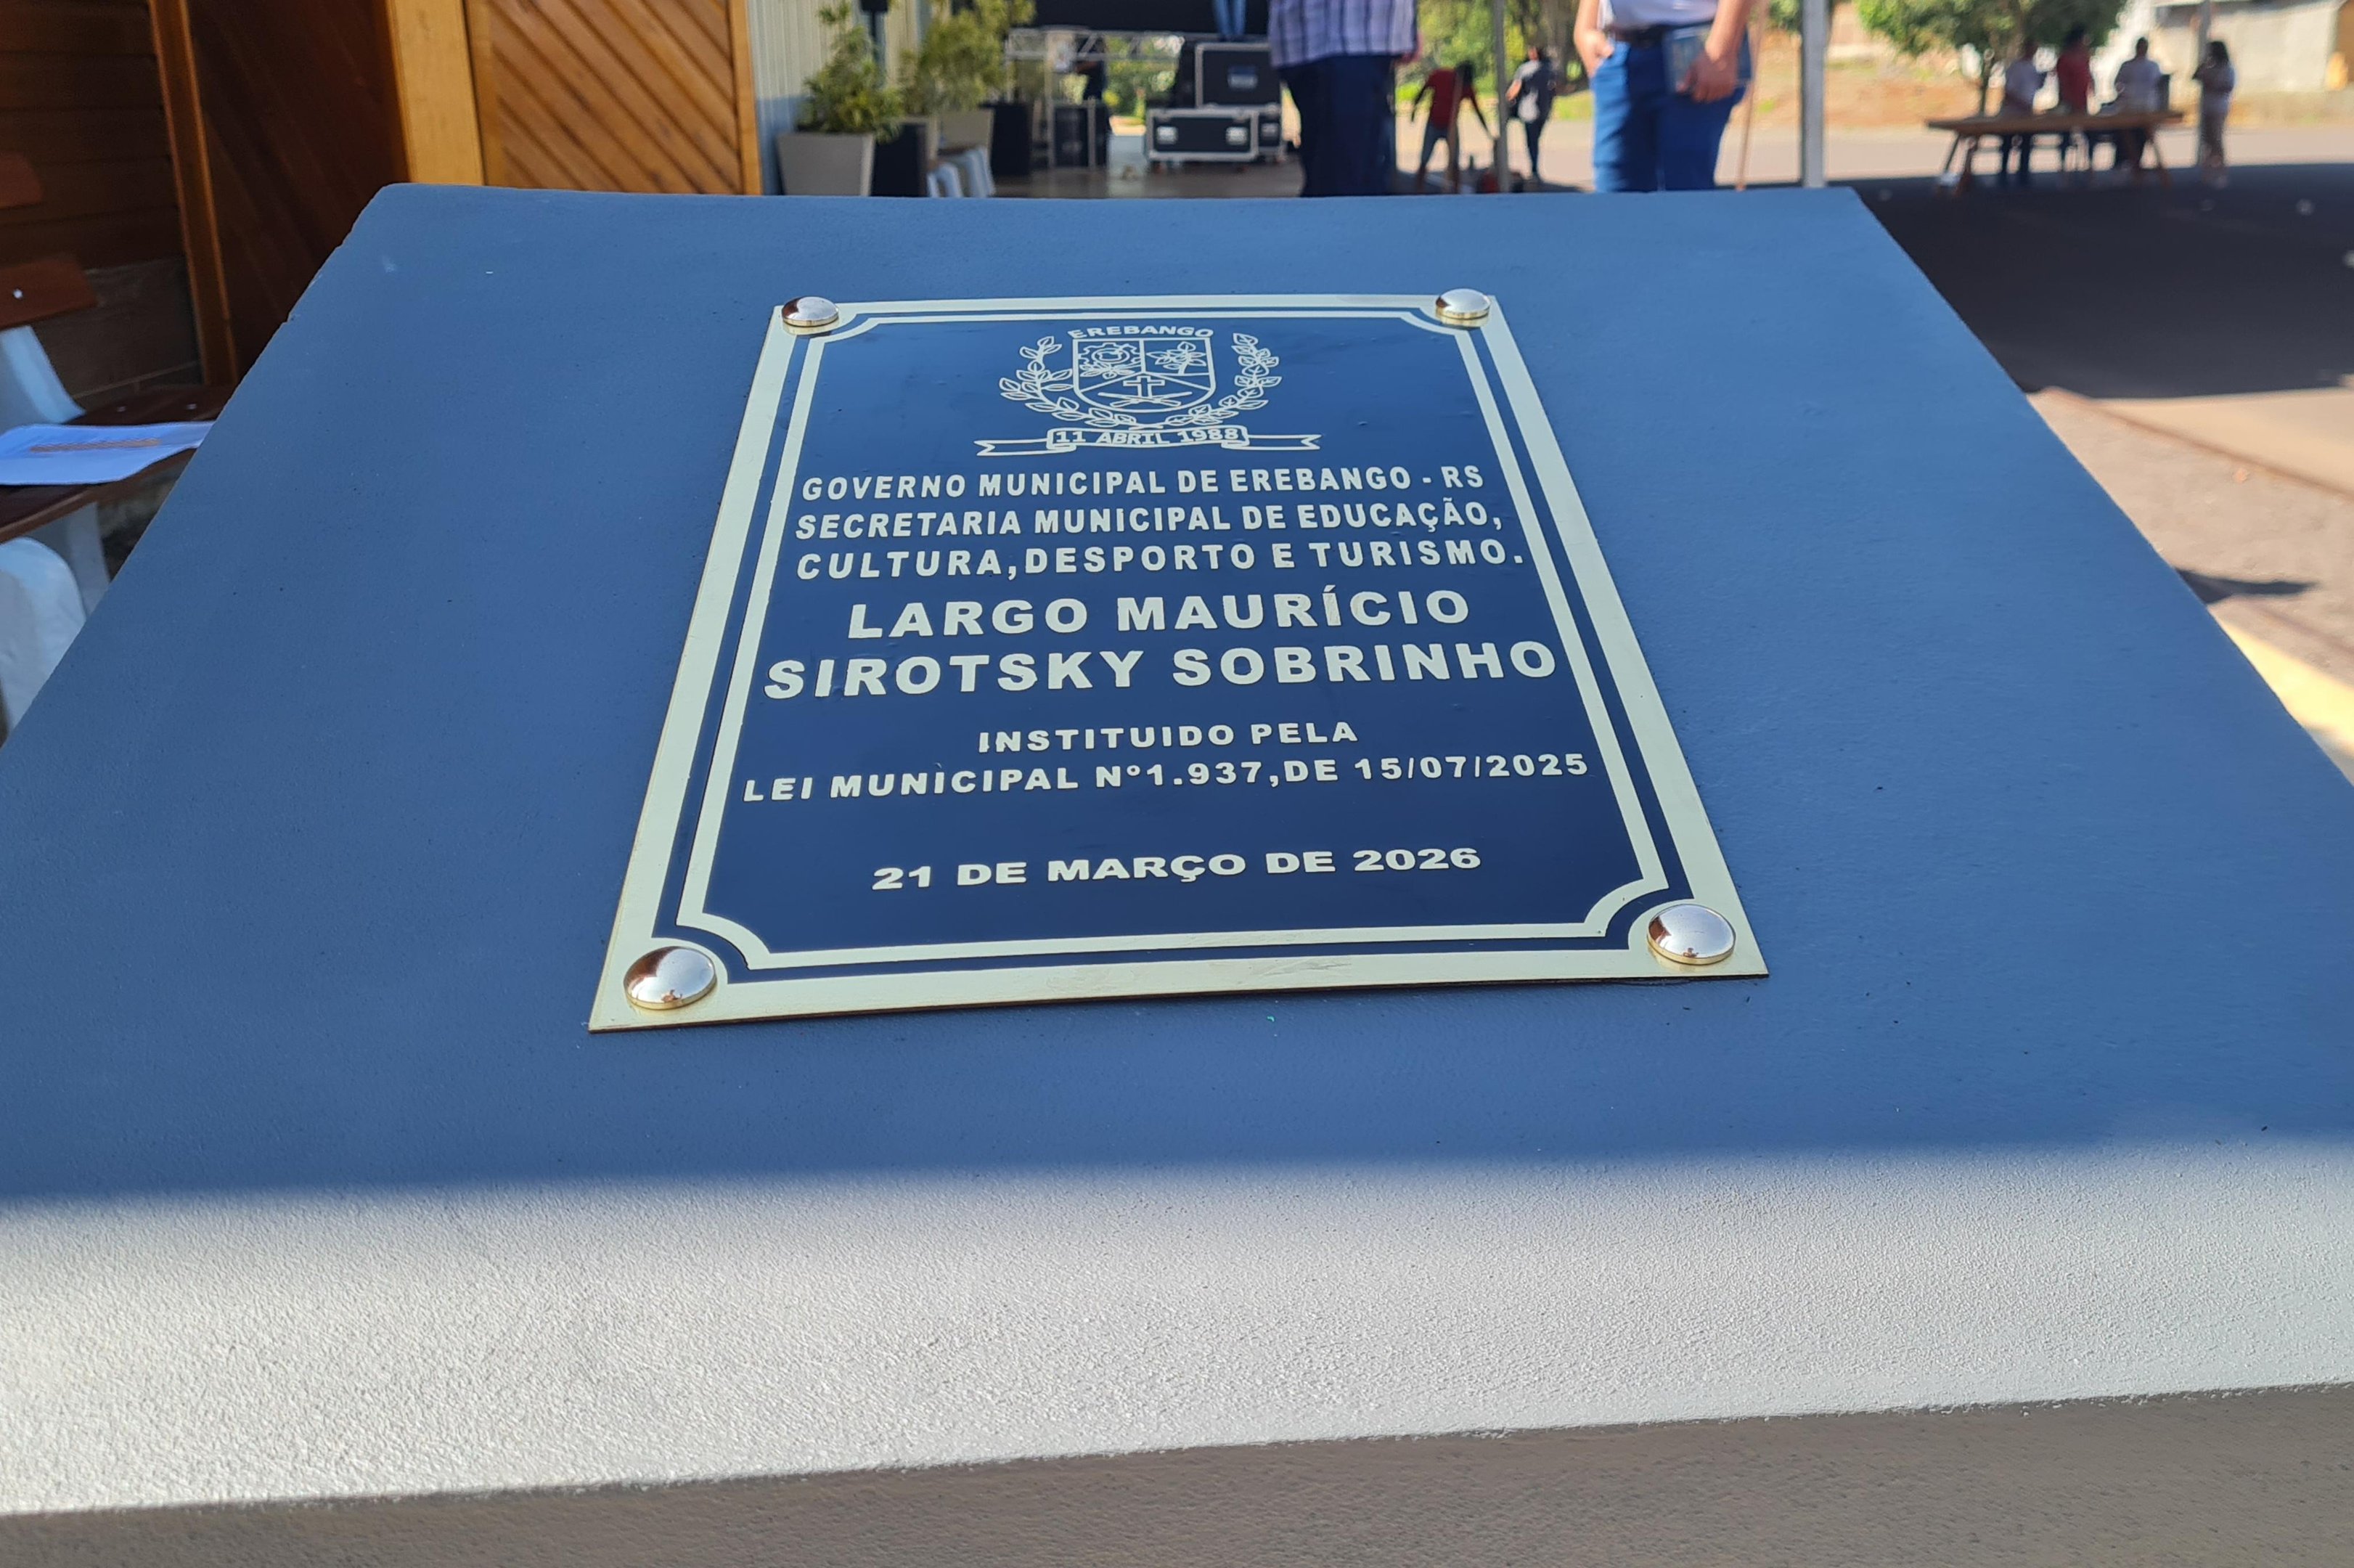 EREBANGO
11 ABRIL 1988
GOVERNO MUNICIPAL DE EREBANGO - RS
SECRETARIA MUNICIPAL DE EDUCAÇÃO,
CULTURA,DESPORTO E TURISMO.
LARGO MAURÍCIO
SIROTSKY SOBRINHO
INSTITUIDO PELA
LEI MUNICIPAL Nº1.937,DE 15/07/2025
21 DE MARÇO DE 2026